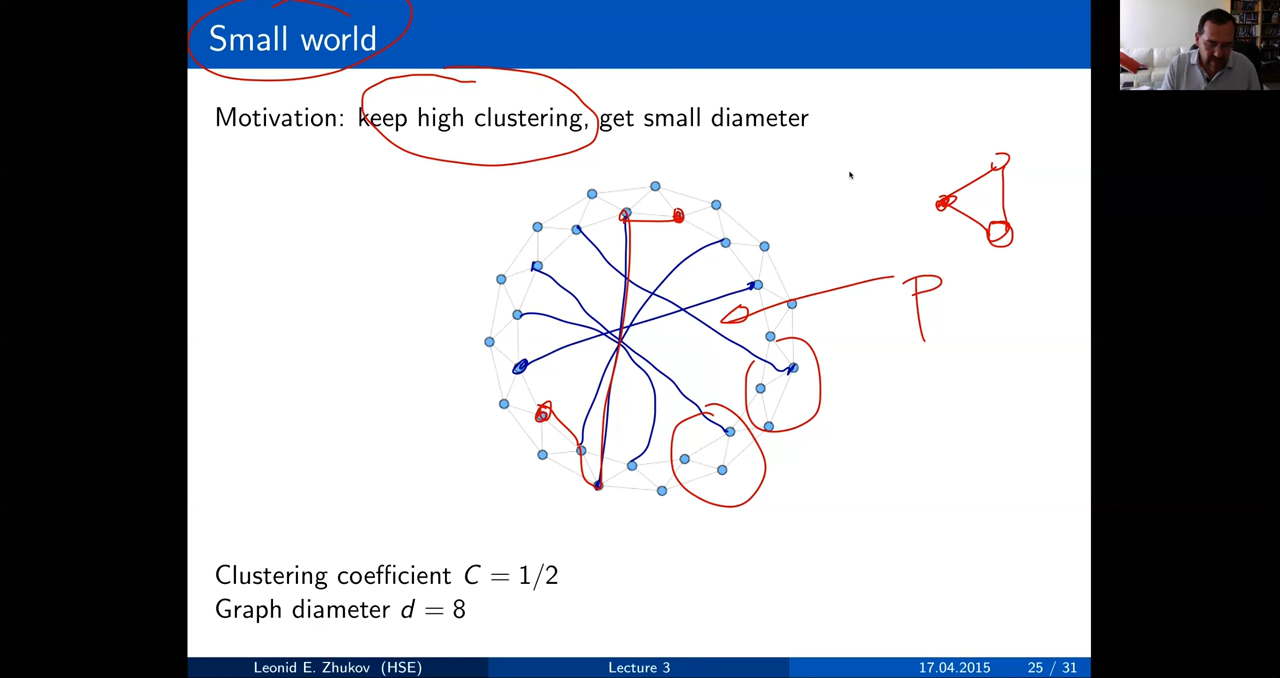 Small world
Motivation: keep high clustering, get small diameter
P
Clustering coefficient C = 1/2
Graph diameter d = 8
Leonid E. Zhukov (HSE) Lecture 3 17.04.2015 25 / 31